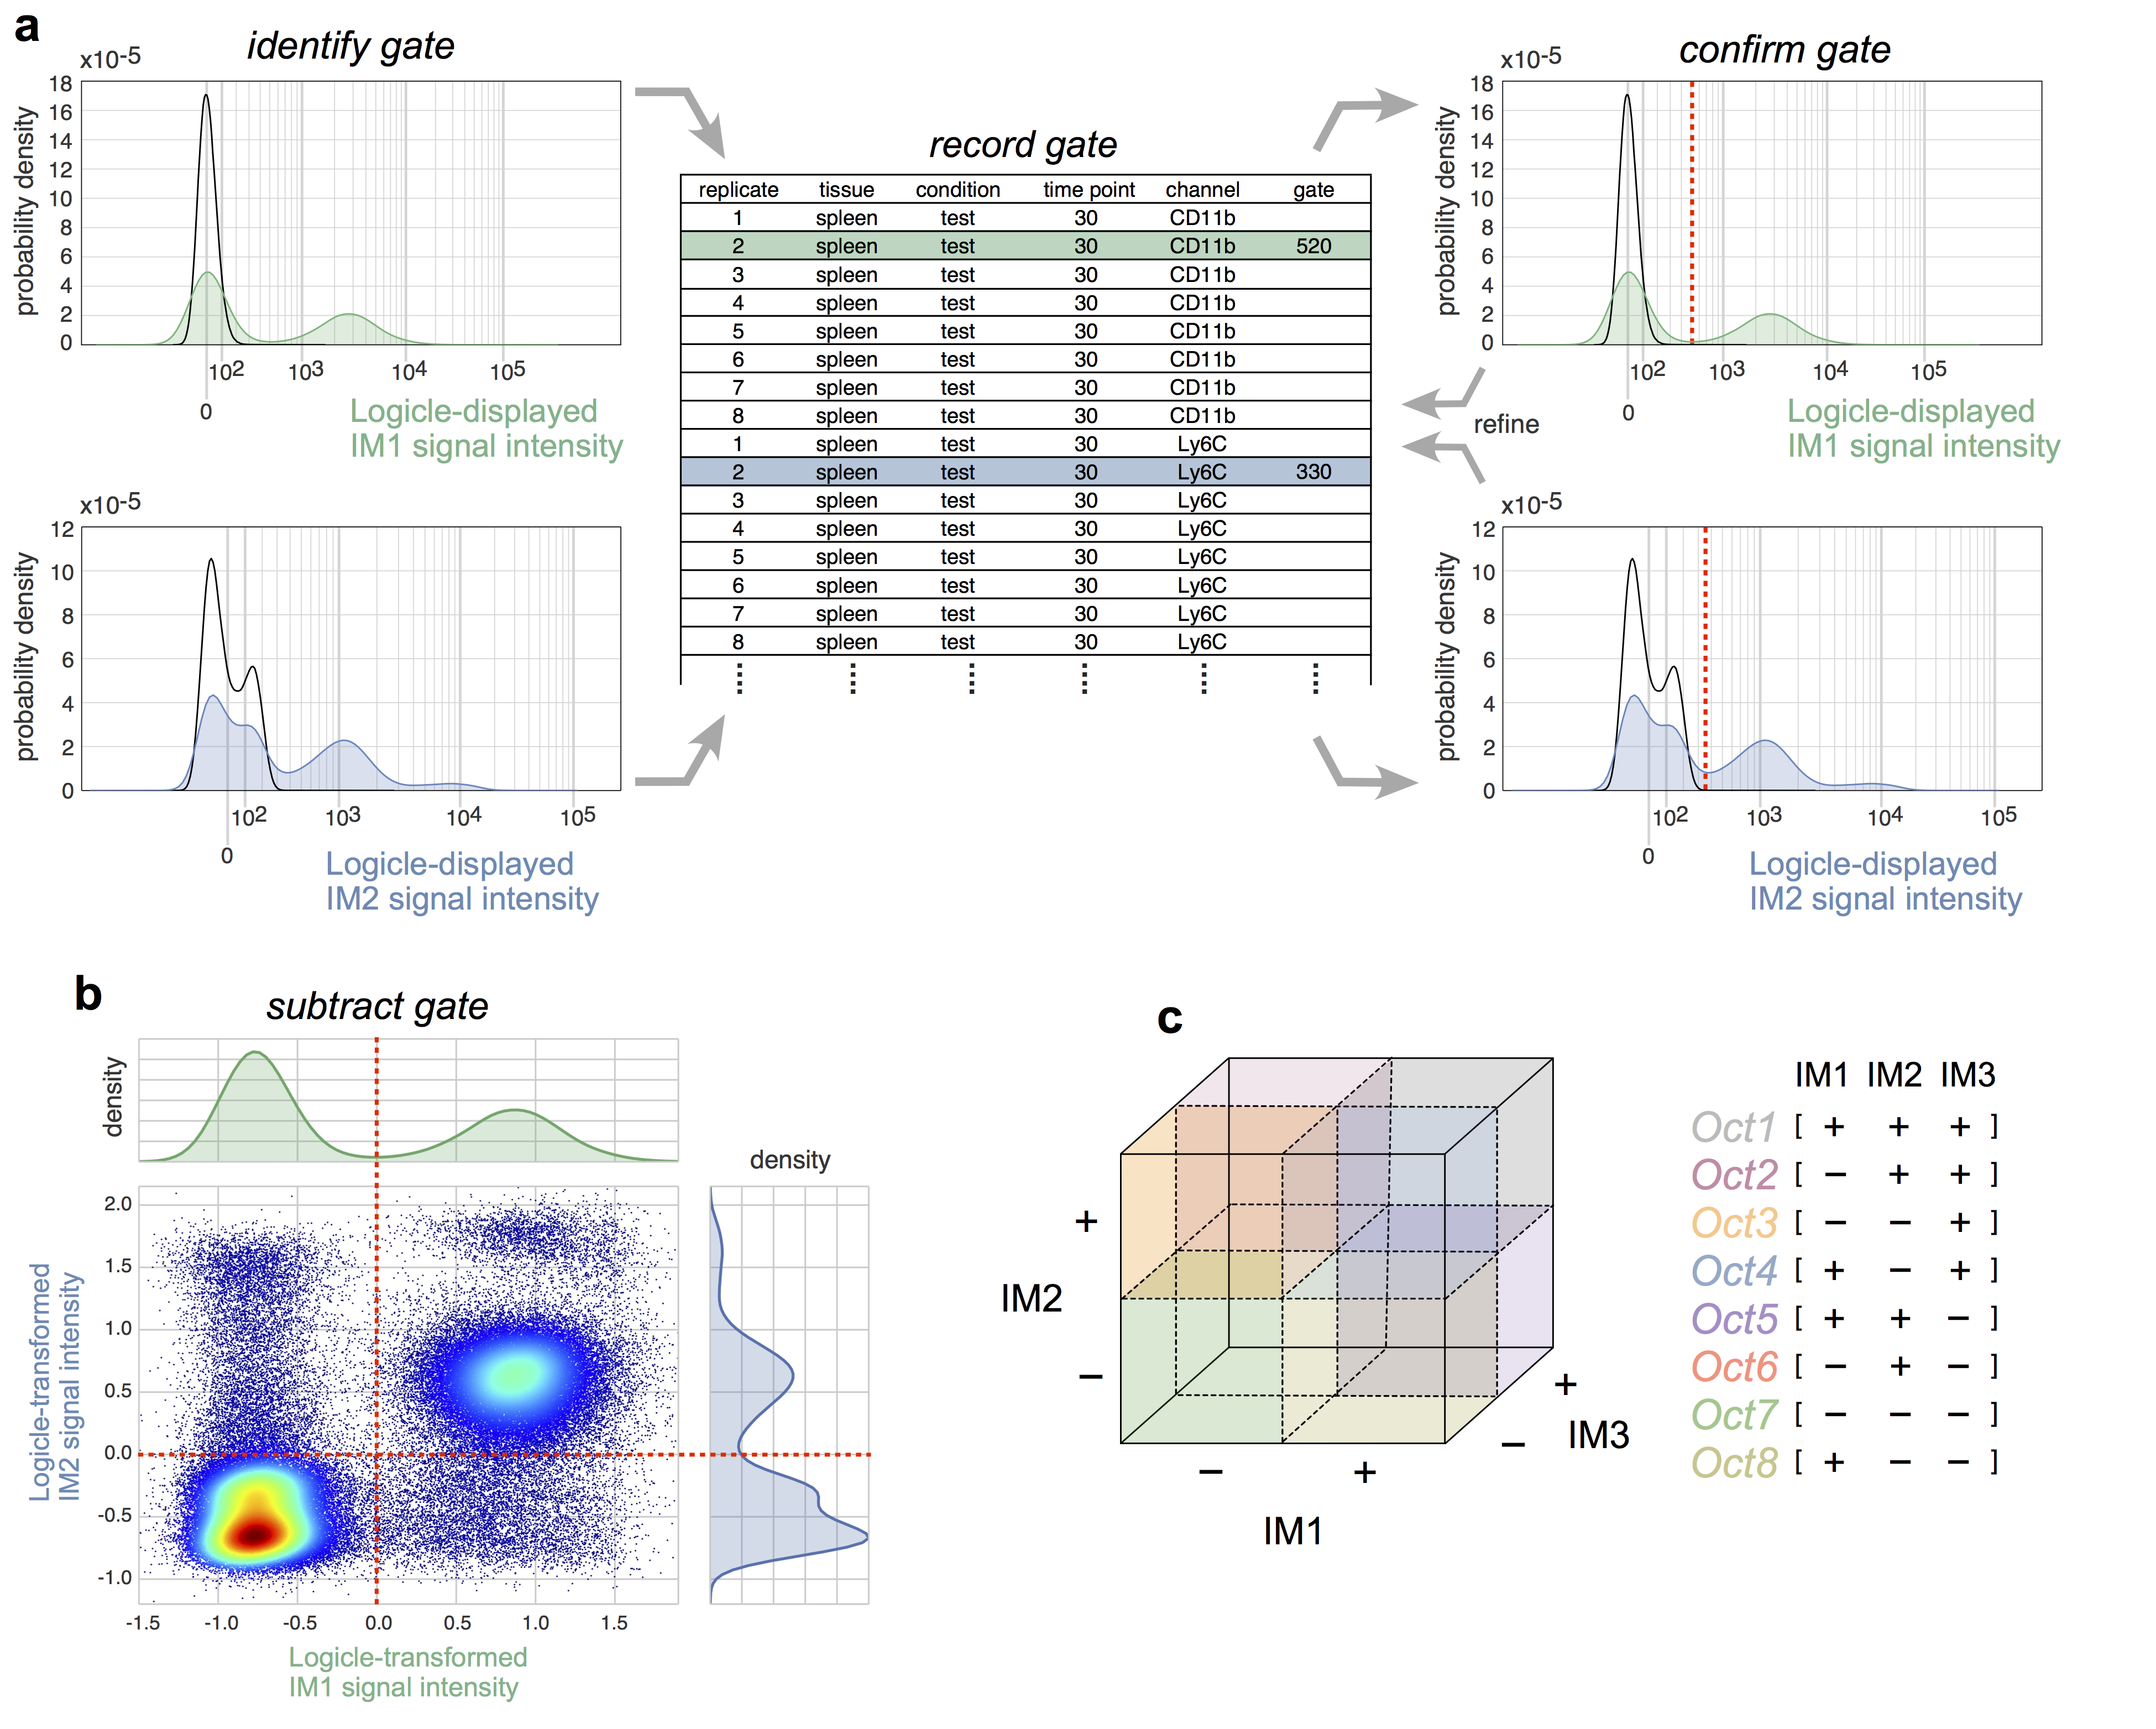 a
identify gate
x10-5
18
16
14
12
10
8
6
4
2
0
probability density
102 103 104 105
0
Logicle-displayed
IM1 signal intensity
x10-5
12
10
8
6
4
2
0
probability density
102 103 104 105
0
Logicle-displayed
IM2 signal intensity
record gate
replicate tissue condition time point channel gate
1 spleen test 30 CD11b
2 spleen test 30 CD11b 520
3 spleen test 30 CD11b
4 spleen test 30 CD11b
5 spleen test 30 CD11b
6 spleen test 30 CD11b
7 spleen test 30 CD11b
8 spleen test 30 CD11b
1 spleen test 30 Ly6C
2 spleen test 30 Ly6C 330
3 spleen test 30 Ly6C
4 spleen test 30 Ly6C
5 spleen test 30 Ly6C
6 spleen test 30 Ly6C
7 spleen test 30 Ly6C
8 spleen test 30 Ly6C
confirm gate
x10-5
18
16
14
12
10
8
6
4
2
0
probability density
102 103 104 105
0
Logicle-displayed
IM1 signal intensity
refine
x10-5
12
10
8
6
4
2
0
probability density
102 103 104 105
0
Logicle-displayed
IM2 signal intensity
b
subtract gate
density
density
2.0
1.5
1.0
0.5
0.0
-0.5
-1.0
Logicle-transformed
IM2 signal intensity
-1.5 -1.0 -0.5 0.0 0.5 1.0 1.5
Logicle-transformed
IM1 signal intensity
c
+
IM2
−
− +
IM1
+
IM3
−
IM1 IM2 IM3
Oct1 [ + + + ]
Oct2 [ − + + ]
Oct3 [ − − + ]
Oct4 [ + − + ]
Oct5 [ + + − ]
Oct6 [ − + − ]
Oct7 [ − − − ]
Oct8 [ + − − ]